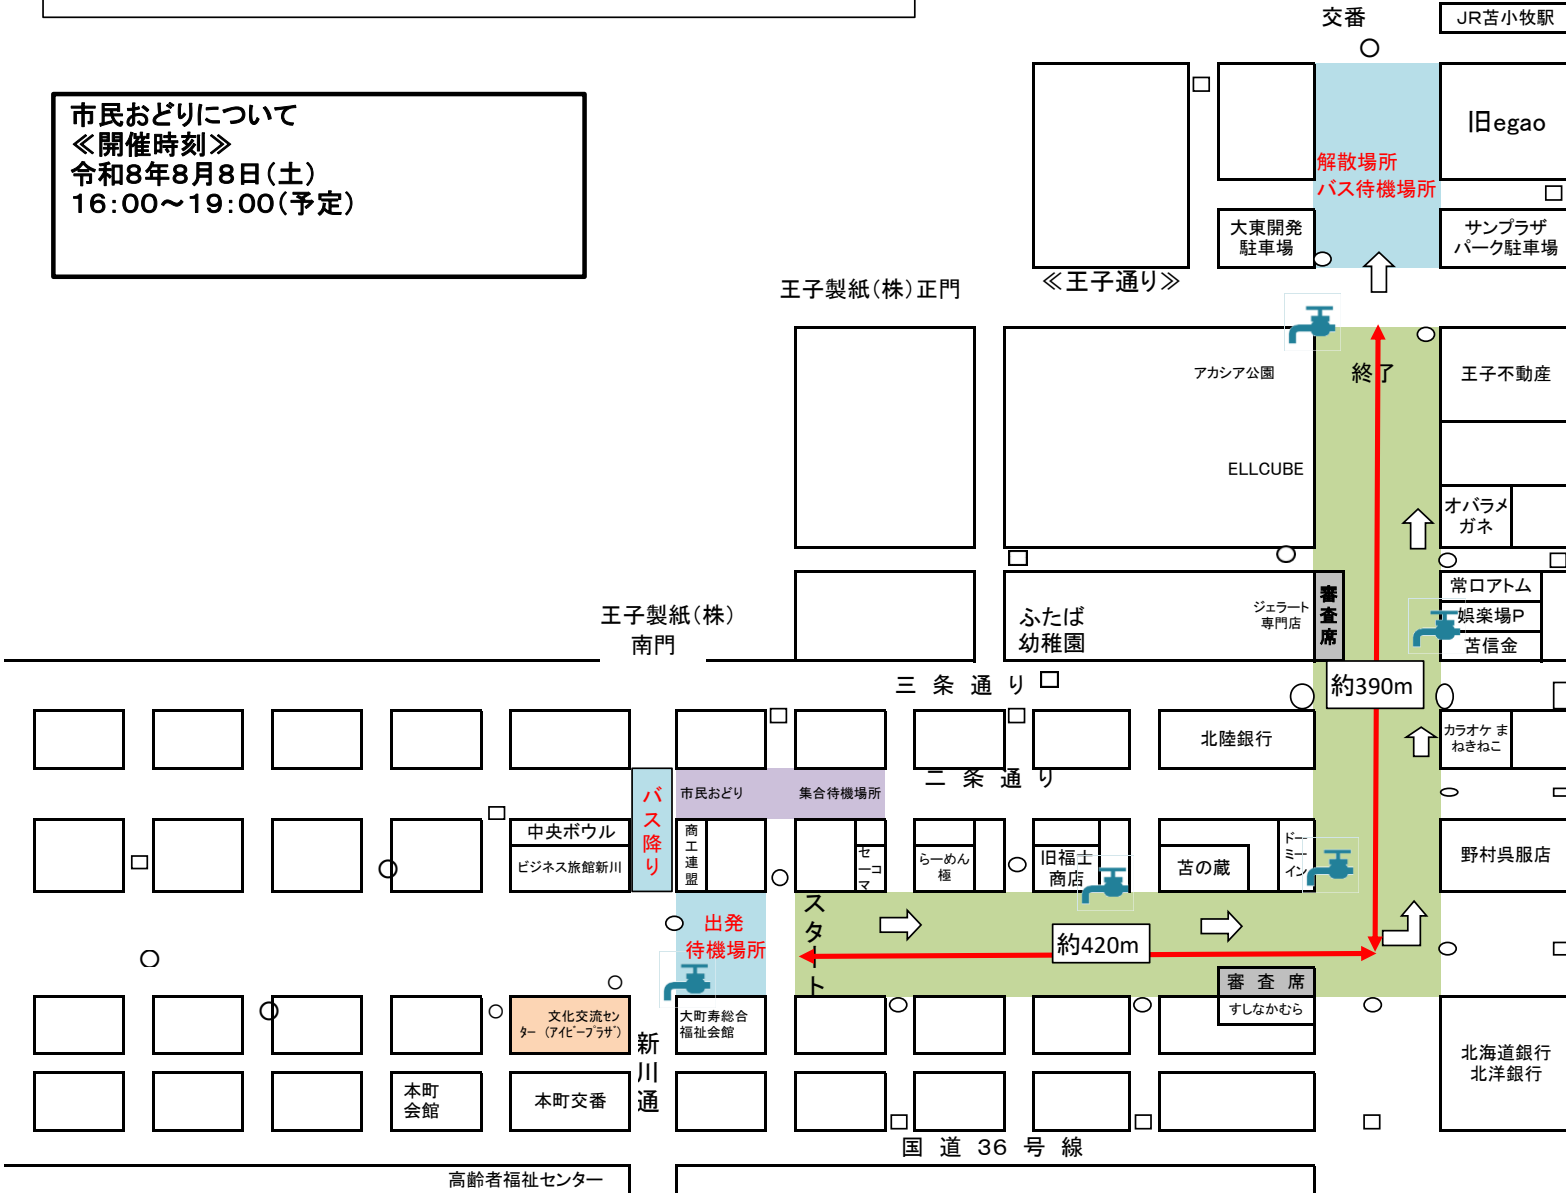 交番
JR苫小牧駅
市民おどりについて
≪開催時刻≫
令和8年8月8日(土)
16:00～19:00(予定)
旧egao
解散場所
バス待機場所
大東開発
駐車場
サンプラザ
パーク駐車場
王子製紙(株)正門
≪王子通り≫
アカシア公園
終了
王子不動産
ELLCUBE
オバラメ
ガネ
王子製紙(株)
南門
ふたば
幼稚園
ジェラート
専門店
審査席
常口アトム
娯楽場P
苫信金
三条通り
約390m
北陸銀行
カラオケ ま
ねきねこ
二条通り
バス降り
市民おどり
集合待機場所
中央ボウル
ビジネス旅館新川
商工連盟
セコマ
らーめん
極
旧福士
商店
苫の蔵
ドーミーイン
野村呉服店
出発
待機場所
スタート
約420m
審査席
すしなかむら
文化交流セン
ター (アイビープラザ)
大町寿総合
福祉会館
新川通
北海道銀行
北洋銀行
本町
会館
本町交番
国道36号線
高齢者福祉センター